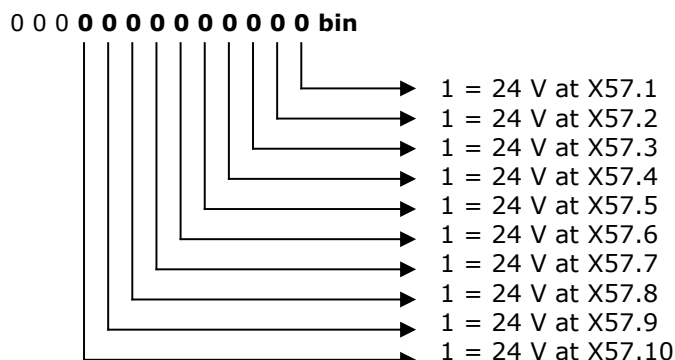 0 0 0 0 0 0 0 0 0 0 0 0 0 bin
1 = 24 V at X57.1
1 = 24 V at X57.2
1 = 24 V at X57.3
1 = 24 V at X57.4
1 = 24 V at X57.5
1 = 24 V at X57.6
1 = 24 V at X57.7
1 = 24 V at X57.8
1 = 24 V at X57.9
1 = 24 V at X57.10